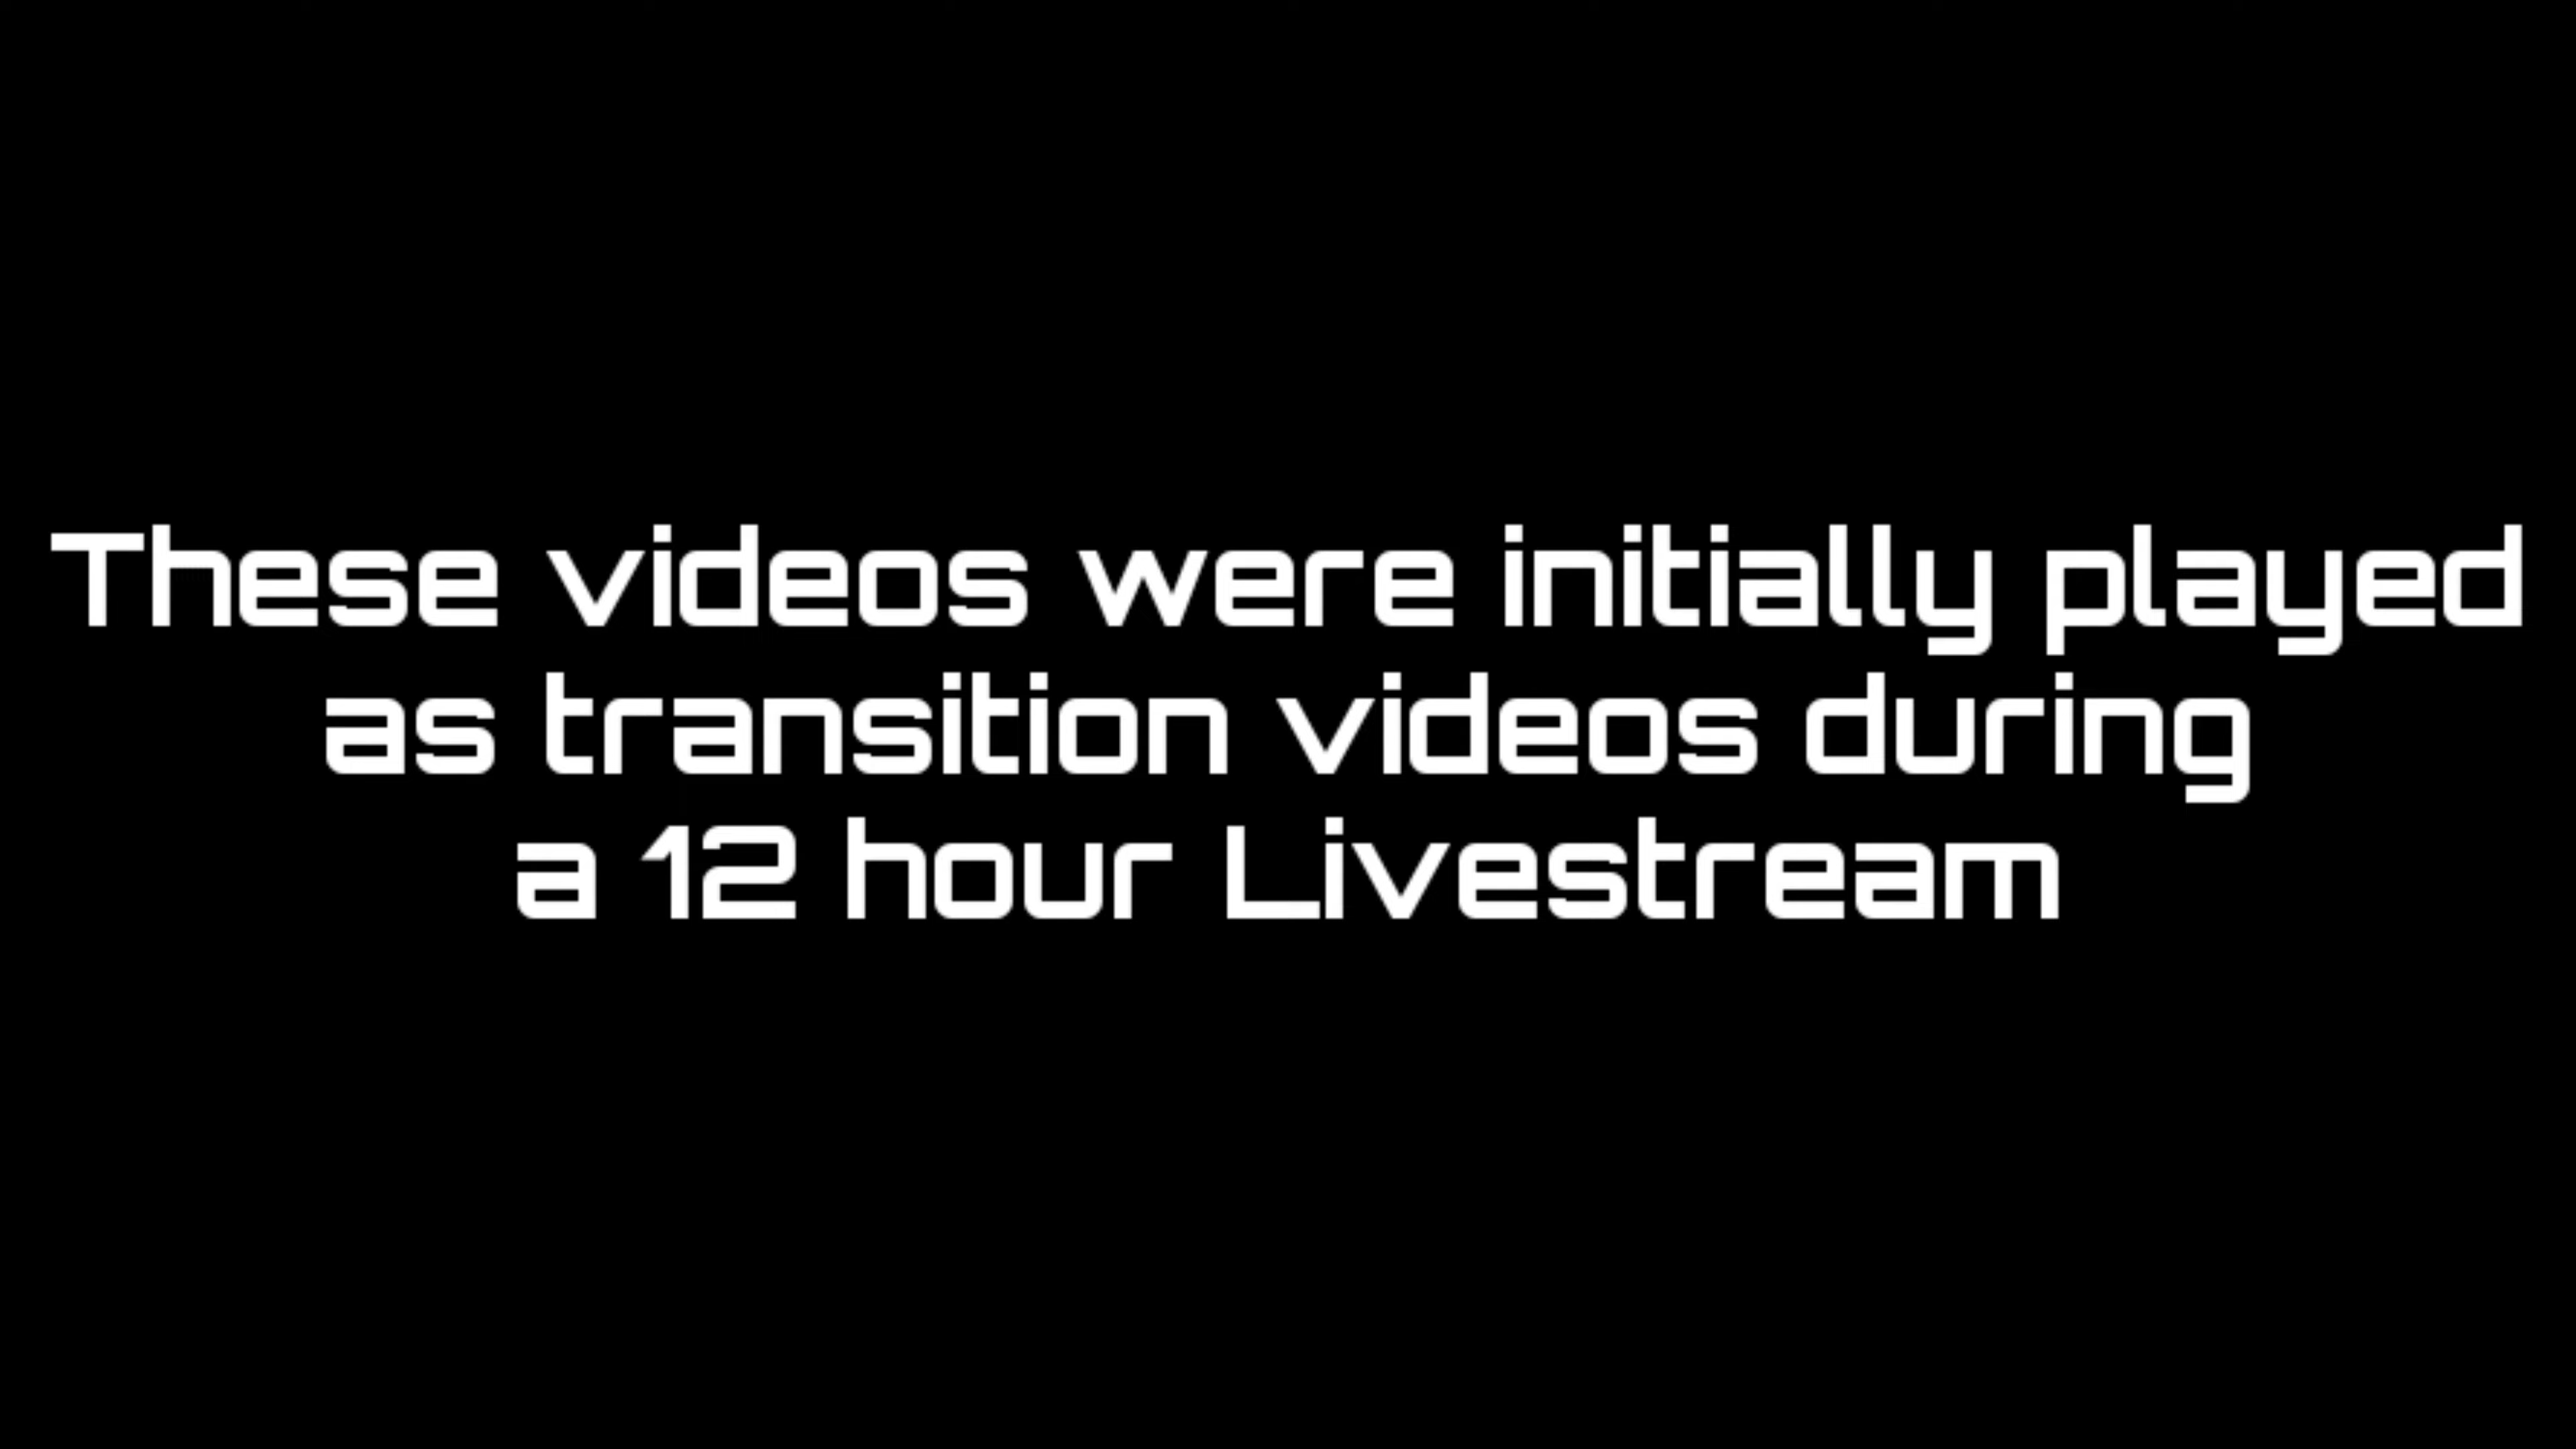 These videos were initially played
as transition videos during
a 12 hour Livestream